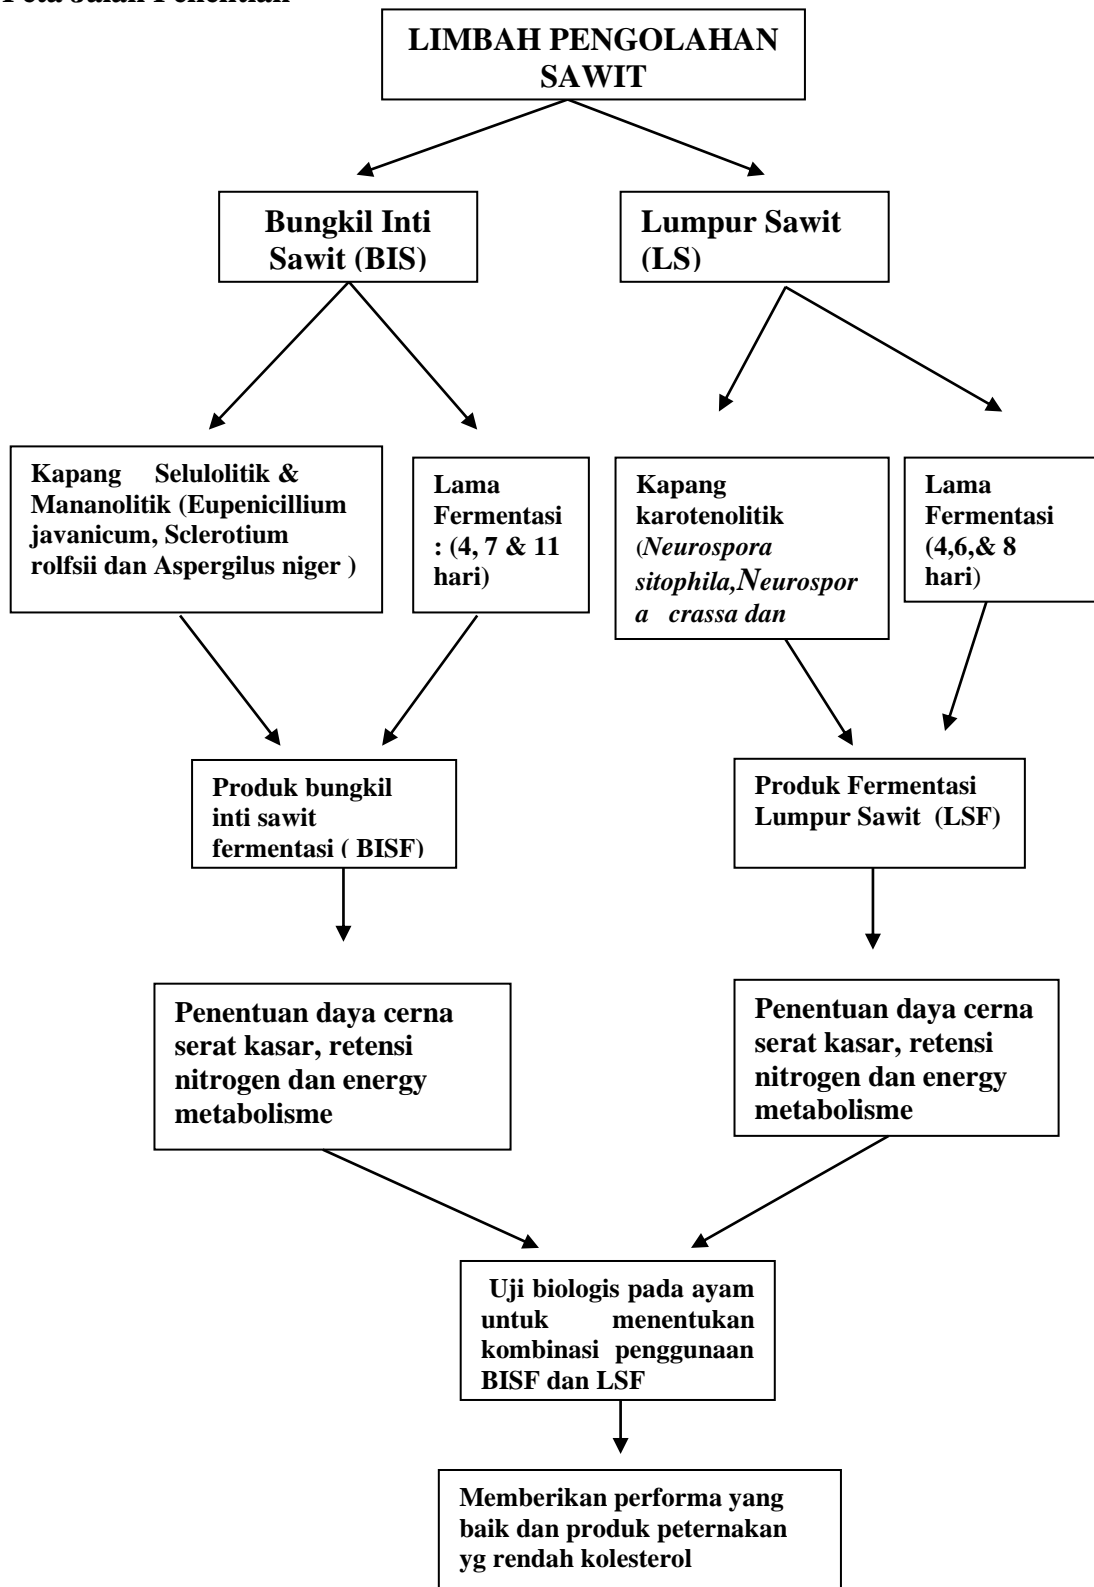 LIMBAH PENGOLAHAN
SAWIT
Bungkil Inti
Sawit (BIS)
Lumpur Sawit
(LS)
Kapang Selulolitik &
Mananolitik (Eupenicillium
javanicum, Sclerotium
rolfsii dan Aspergilus niger )
Lama
Fermentasi
: (4, 7 & 11
hari)
Kapang
karotenolitik
(Neurospora
sitophila,Neurospor
a crassa dan
Lama
Fermentasi
(4,6,& 8
hari)
Produk bungkil
inti sawit
fermentasi ( BISF)
Produk Fermentasi
Lumpur Sawit (LSF)
Penentuan daya cerna
serat kasar, retensi
nitrogen dan energy
metabolisme
Penentuan daya cerna
serat kasar, retensi
nitrogen dan energy
metabolisme
Uji biologis pada ayam
untuk menentukan
kombinasi penggunaan
BISF dan LSF
Memberikan performa yang
baik dan produk peternakan
yg rendah kolesterol